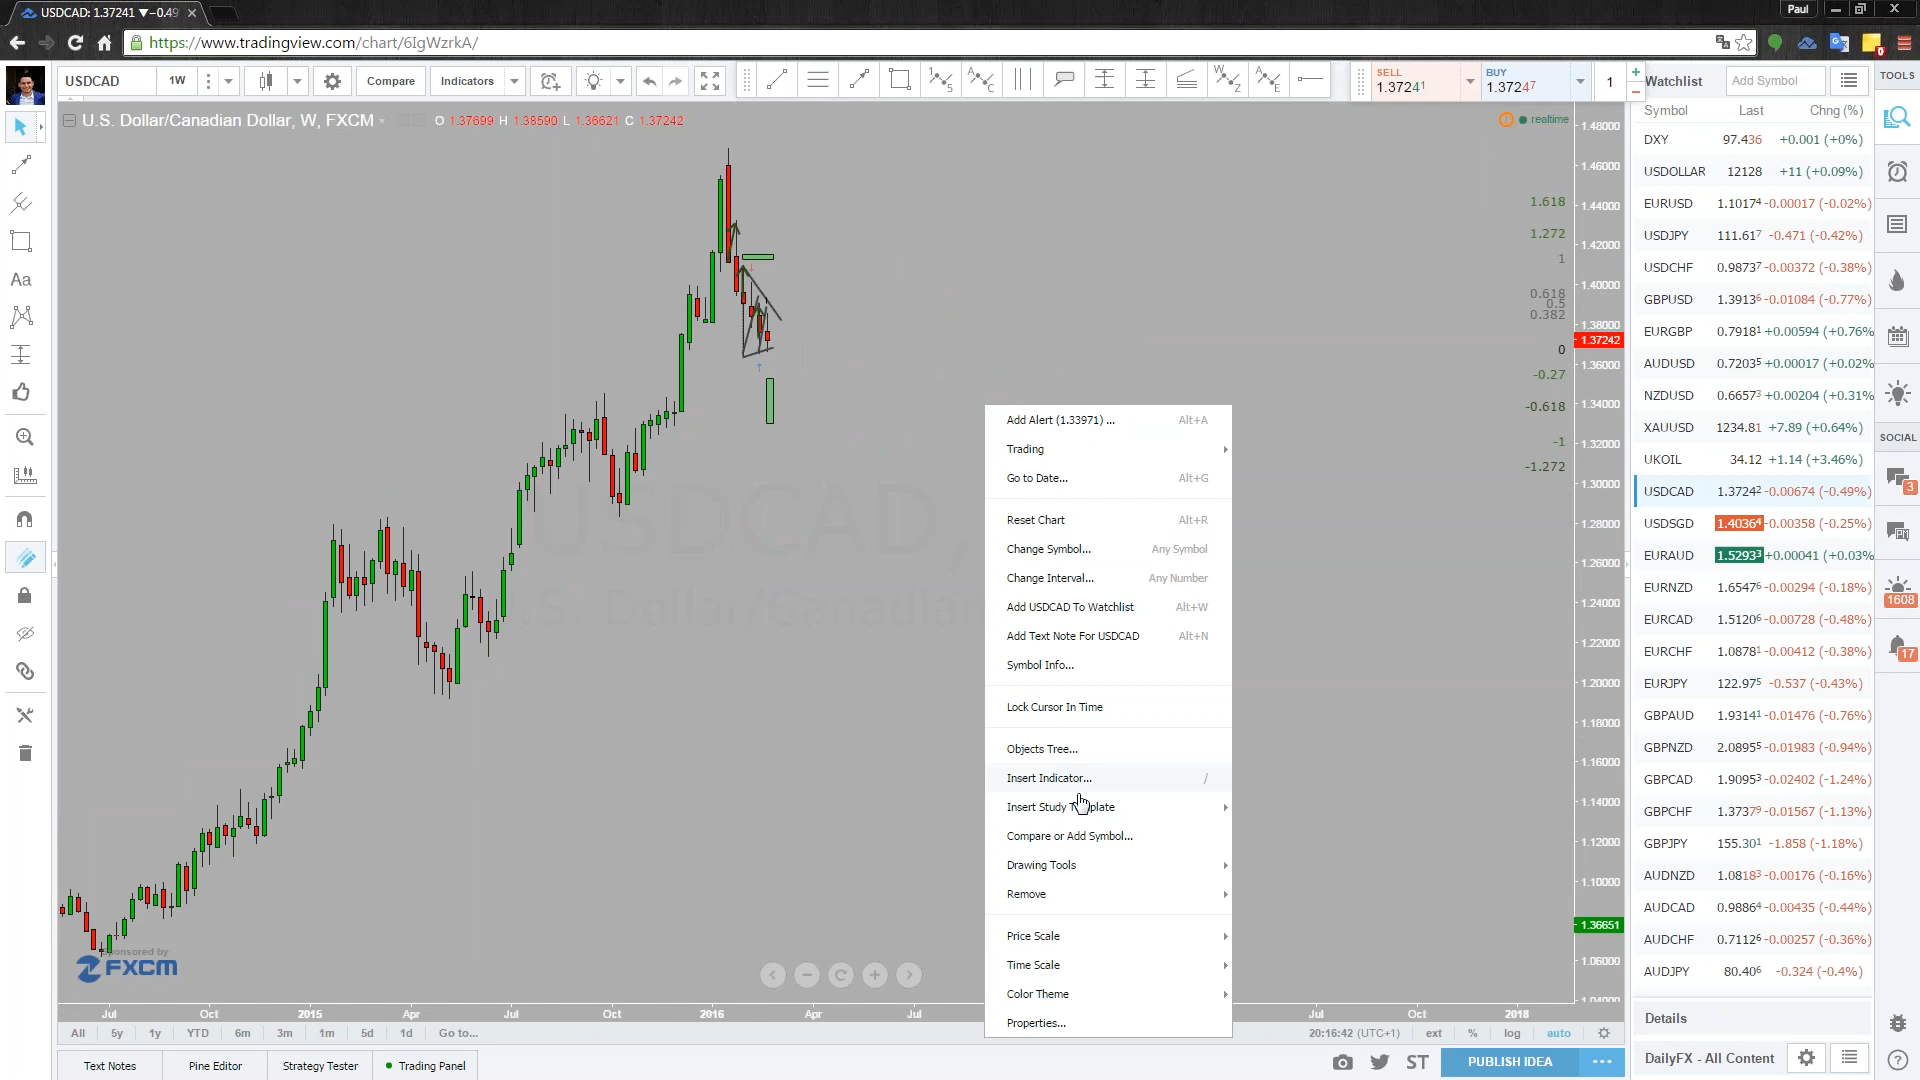 USDCAD: 1.37241 ▼−0.49
Paul
https://www.tradingview.com/chart/6IgWzrkA/
USDCAD
1W
Compare
Indicators
SELL
1.37241
BUY
1.37247
1
Watchlist
Add Symbol
TOOLS
U.S. Dollar/Canadian Dollar, W, FXCM
O 1.37699 H 1.38590 L 1.36621 C 1.37242
realtime
Symbol Last Chng (%)
DXY 97.436 +0.001 (+0%)
USDOLLAR 12128 +11 (+0.09%)
EURUSD 1.10174 -0.00017 (-0.02%)
USDJPY 111.617 -0.471 (-0.42%)
USDCHF 0.98737 -0.00372 (-0.38%)
GBPUSD 1.39136 -0.01084 (-0.77%)
EURGBP 0.79181 +0.00594 (+0.76%
AUDUSD 0.72035 +0.00017 (+0.02%
NZDUSD 0.66573 +0.00204 (+0.31%
XAUUSD 1234.81 +7.89 (+0.64%)
UKOIL 34.12 +1.14 (+3.46%)
USDCAD 1.37242 -0.00674 (-0.49%)
USDSGD 1.40364 -0.00358 (-0.25%)
EURAUD 1.52933 +0.00041 (+0.03%
EURNZD 1.65476 -0.00294 (-0.18%)
EURCAD 1.51206 -0.00728 (-0.48%)
EURCHF 1.08781 -0.00412 (-0.38%)
EURJPY 122.975 -0.537 (-0.43%)
GBPAUD 1.93141 -0.01476 (-0.76%)
GBPNZD 2.08955 -0.01983 (-0.94%)
GBPCAD 1.90953 -0.02402 (-1.24%)
GBPCHF 1.37379 -0.01567 (-1.13%)
GBPJPY 155.301 -1.858 (-1.18%)
AUDNZD 1.08183 -0.00176 (-0.16%)
AUDCAD 0.98864 -0.00435 (-0.44%)
AUDCHF 0.71126 -0.00257 (-0.36%)
AUDJPY 80.406 -0.324 (-0.4%)
SOCIAL
3
1608
17
1.618
1.272
1
0.618
0.5
0.382
0
-0.27
-0.618
-1
-1.272
1.48000
1.46000
1.44000
1.42000
1.40000
1.38000
1.37242
1.36000
1.34000
1.32000
1.30000
1.28000
1.26000
1.24000
1.22000
1.20000
1.18000
1.16000
1.14000
1.12000
1.10000
1.36651
1.06000
1.04000
USDCAD,
U.S. Dollar/Canadian
Add Alert (1.33971) ... Alt+A
Trading
Go to Date... Alt+G
Reset Chart Alt+R
Change Symbol... Any Symbol
Change Interval... Any Number
Add USDCAD To Watchlist Alt+W
Add Text Note For USDCAD Alt+N
Symbol Info...
Lock Cursor In Time
Objects Tree...
Insert Indicator... /
Insert Study Template
Compare or Add Symbol...
Drawing Tools
Remove
Price Scale
Time Scale
Color Theme
Properties...
Sponsored by
FXCM
Jul Oct 2015 Apr Jul Oct 2016 Apr Jul Jul Oct 2018
All 5y 1y YTD 6m 3m 1m 5d 1d Go to...
20:16:42 (UTC+1) ext % log auto
Text Notes Pine Editor Strategy Tester Trading Panel
ST
PUBLISH IDEA
Details
DailyFX - All Content